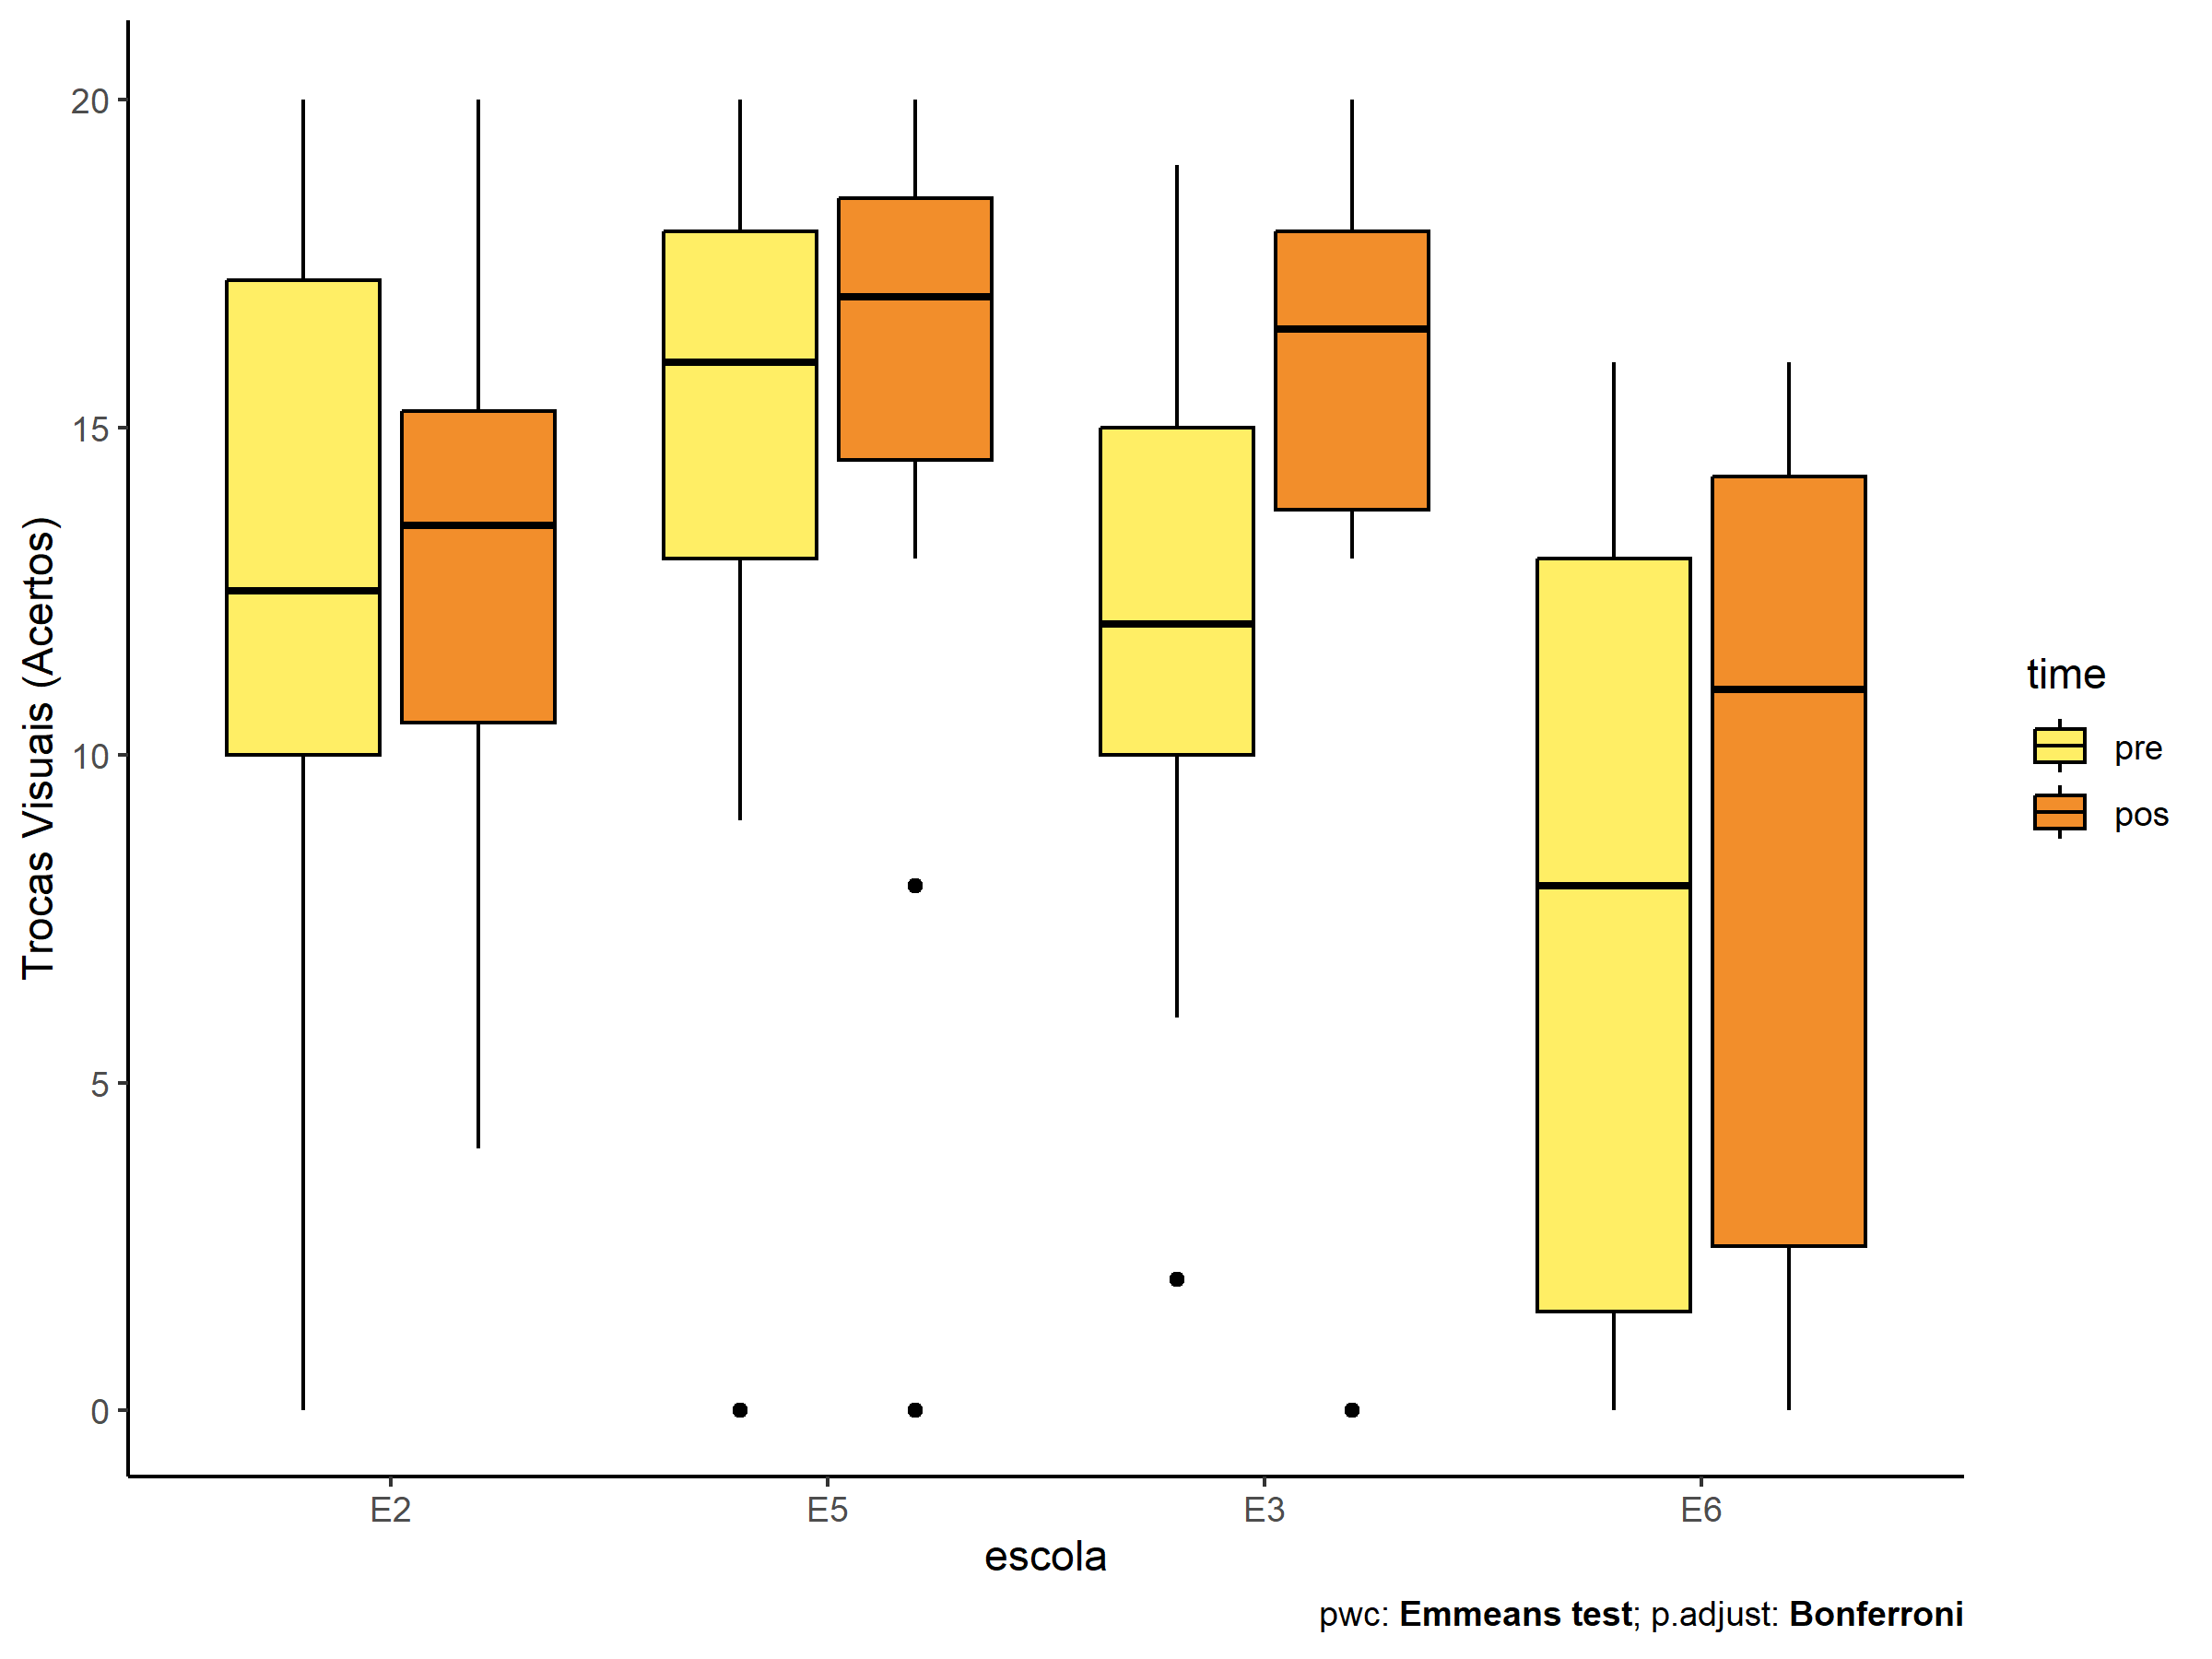 Trocas Visuais (Acertos)
20
15
10
5
0
E2 E5 E3 E6
escola
time
pre
pos
pwc: Emmeans test; p.adjust: Bonferroni